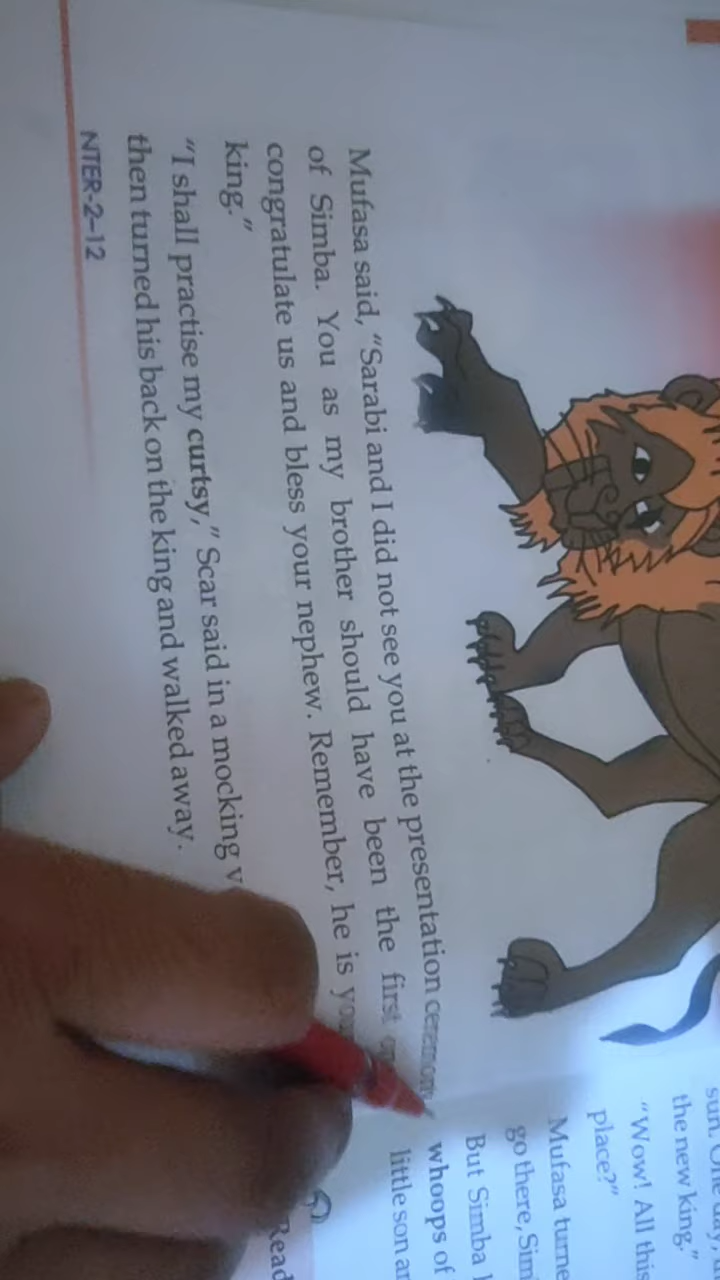 Mufasa said, "Sarabi and I did not see you at the presentation ceremony
of Simba. You as my brother should have been the first
congratulate us and bless your nephew. Remember, he is
king."
"I shall practise my curtsy," Scar said in a mocking
then turned his back on the king and walked away.
NTER-2–12
the new king."
"Wow! All this
place?"
Mufasa turne
go there, Sim
But Simba
whoops of
little son
Read